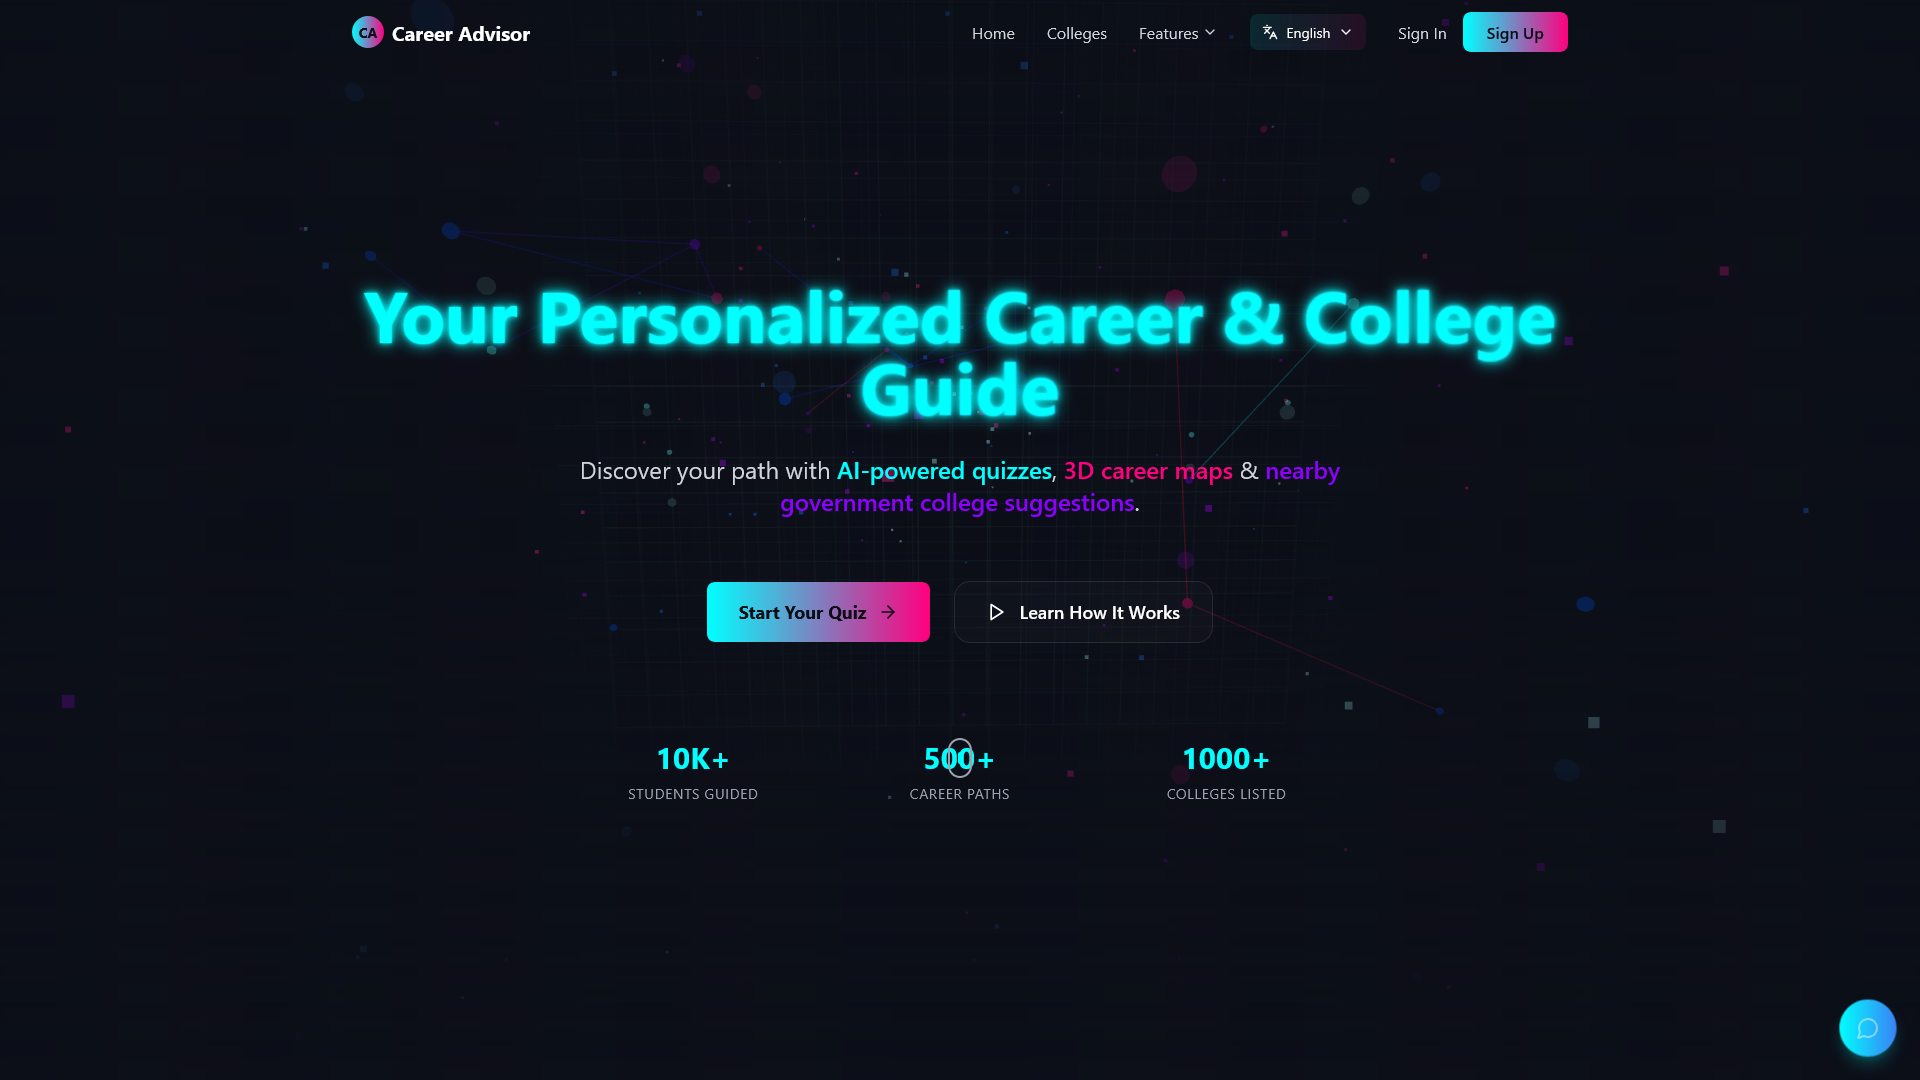 CA Career Advisor
Home
Colleges
Features
English
Sign In
Sign Up
Your Personalized Career & College
Guide
Discover your path with AI-powered quizzes, 3D career maps & nearby
government college suggestions.
Start Your Quiz
Learn How It Works
10K+
STUDENTS GUIDED
500+
CAREER PATHS
1000+
COLLEGES LISTED